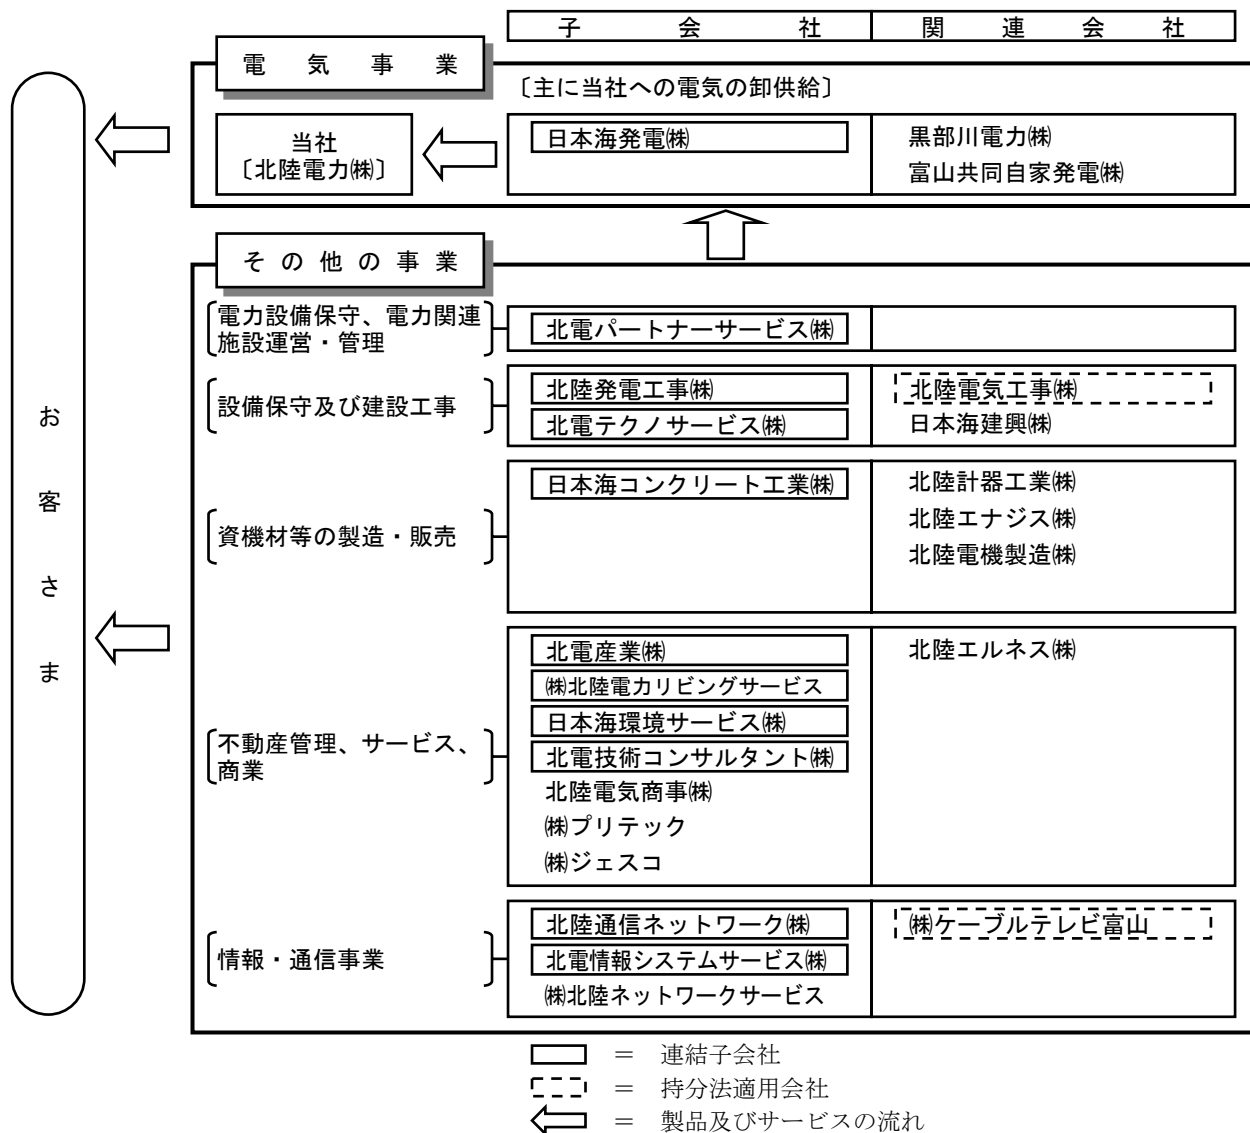 子会社 関連会社
電気事業
〔主に当社への電気の卸供給〕
当社
〔北陸電力㈱〕
日本海発電㈱
黒部川電力㈱
富山共同自家発電㈱
お客さま
その他の事業
電力設備保守、電力関連
施設運営・管理
北電パートナーサービス㈱
設備保守及び建設工事
北陸発電工事㈱
北電テクノサービス㈱
北陸電気工事㈱
日本海建興㈱
資機材等の製造・販売
日本海コンクリート工業㈱
北陸計器工業㈱
北陸エナジス㈱
北陸電機製造㈱
不動産管理、サービス、
商業
北電産業㈱
㈱北陸電力リビングサービス
日本海環境サービス㈱
北電技術コンサルタント㈱
北陸電気商事㈱
㈱プリテック
㈱ジェスコ
北陸エルネス㈱
情報・通信事業
北陸通信ネットワーク㈱
北電情報システムサービス㈱
㈱北陸ネットワークサービス
㈱ケーブルテレビ富山
＝ 連結子会社
＝ 持分法適用会社
＝ 製品及びサービスの流れ